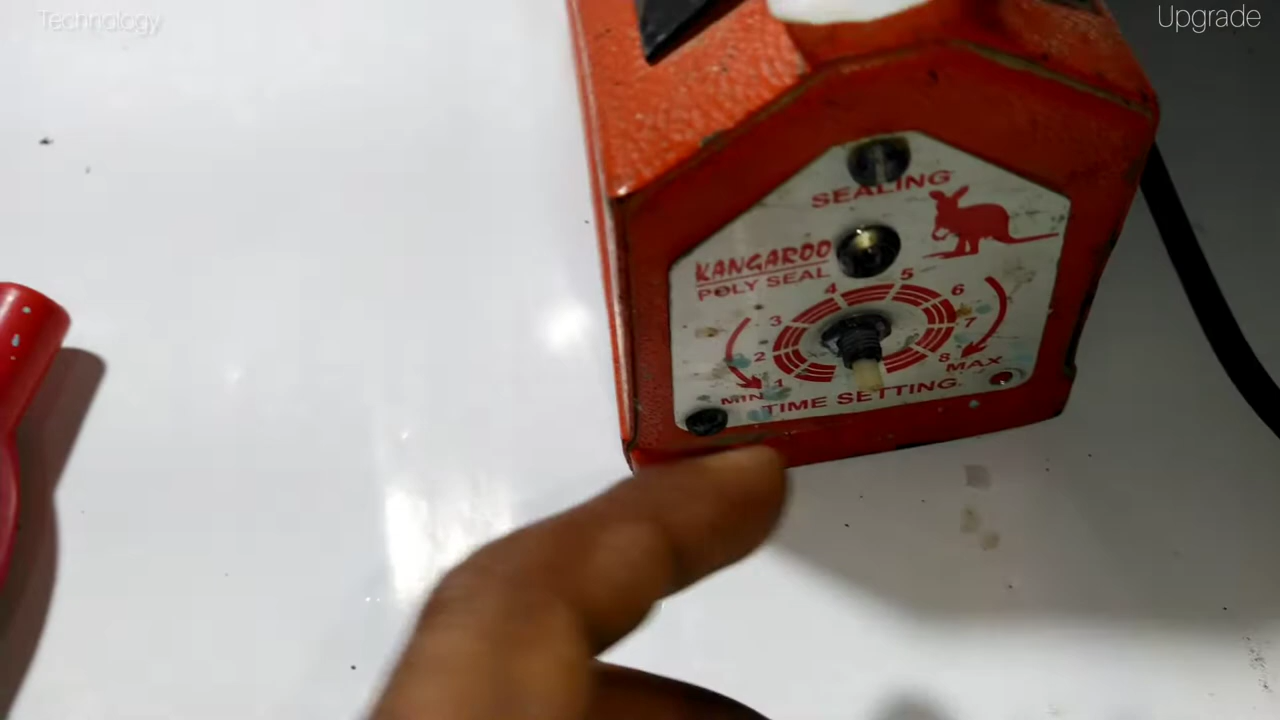 Technology
Upgrade
SEALING
KANGAROO
POLY SEAL
1 2 3 4 5 6 7 8
MIN
MAX
TIME SETTING